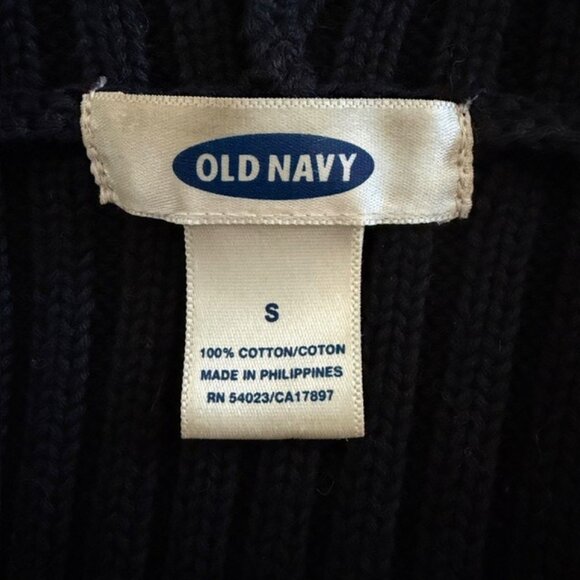 OLD NAVY
S
100% COTTON/COTON
MADE IN PHILIPPINES
RN 54023/CA17897